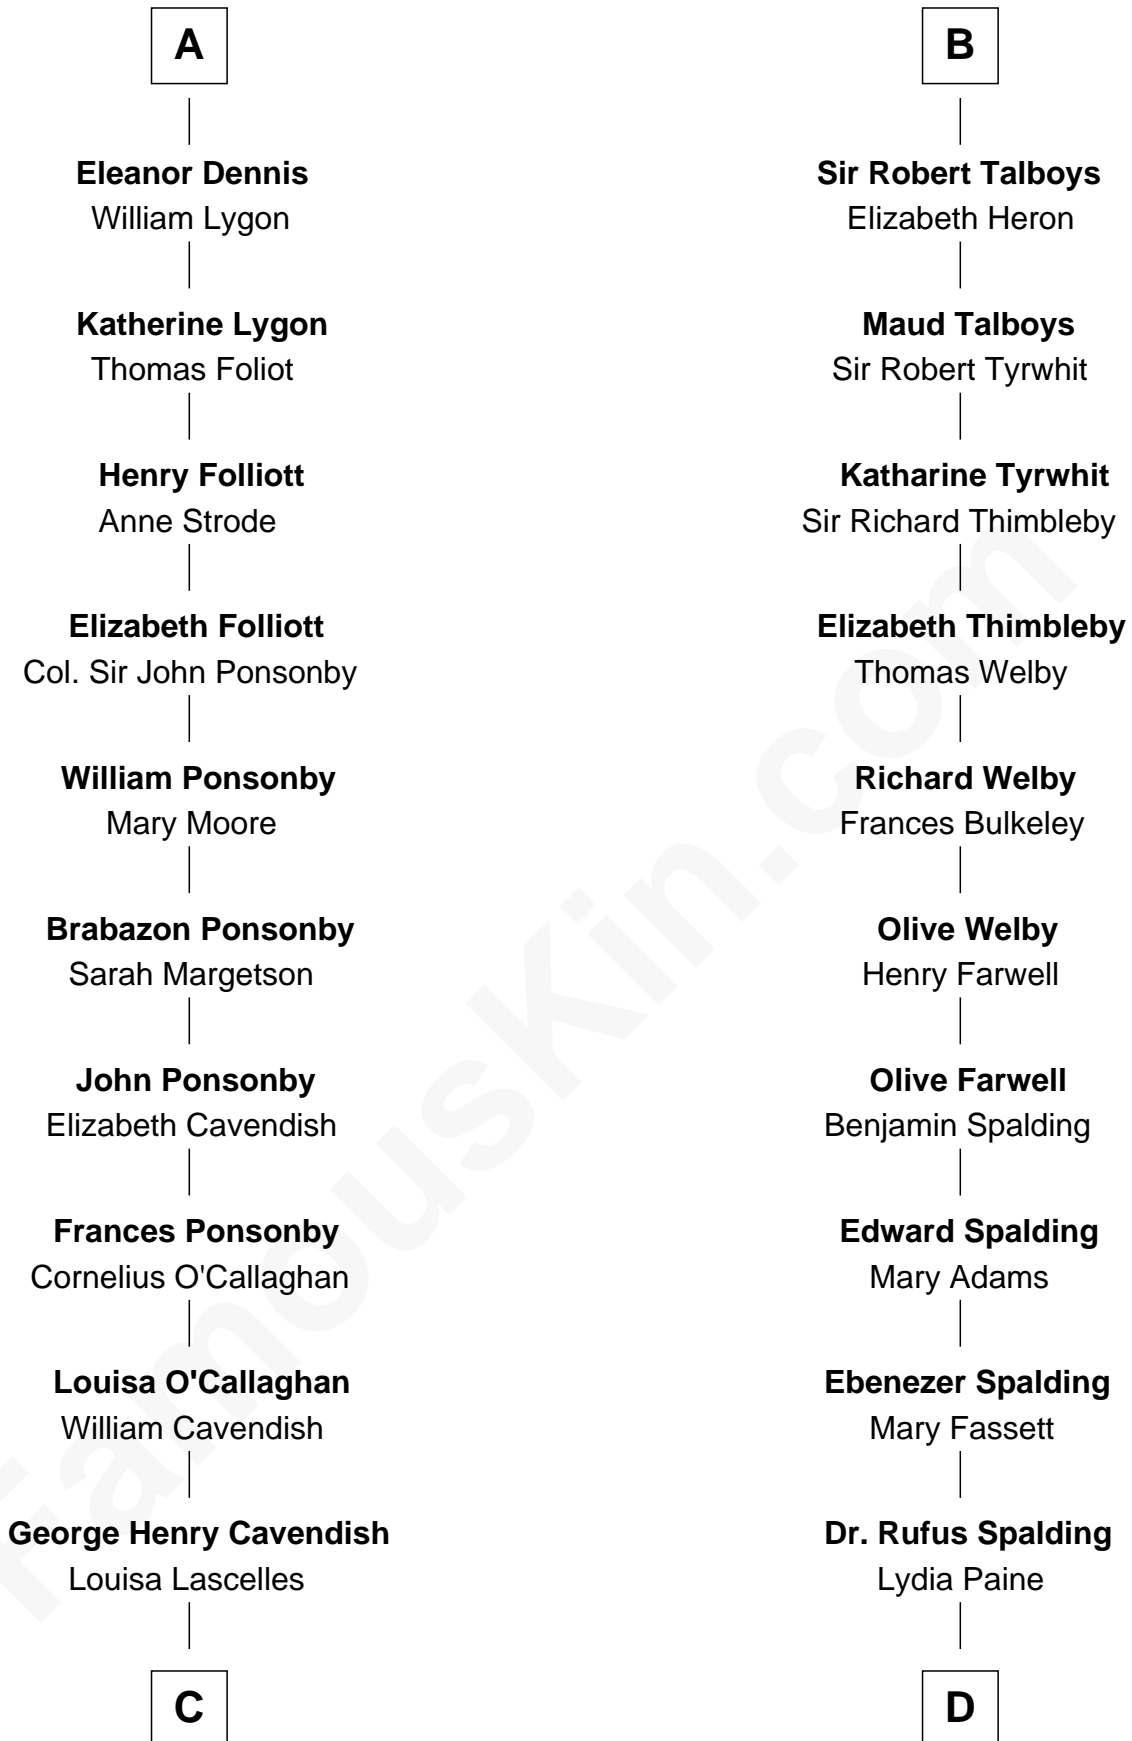 A
Eleanor Dennis
William Lygon
Katherine Lygon
Thomas Foliot
Henry Folliott
Anne Strode
Elizabeth Folliott
Col. Sir John Ponsonby
William Ponsonby
Mary Moore
Brabazon Ponsonby
Sarah Margetson
John Ponsonby
Elizabeth Cavendish
Frances Ponsonby
Cornelius O'Callaghan
Louisa O'Callaghan
William Cavendish
George Henry Cavendish
Louisa Lascelles
C
B
Sir Robert Talboys
Elizabeth Heron
Maud Talboys
Sir Robert Tyrwhit
Katharine Tyrwhit
Sir Richard Thimbleby
Elizabeth Thimbleby
Thomas Welby
Richard Welby
Frances Bulkeley
Olive Welby
Henry Farwell
Olive Farwell
Benjamin Spalding
Edward Spalding
Mary Adams
Ebenezer Spalding
Mary Fassett
Dr. Rufus Spalding
Lydia Paine
D
FamousKin.com